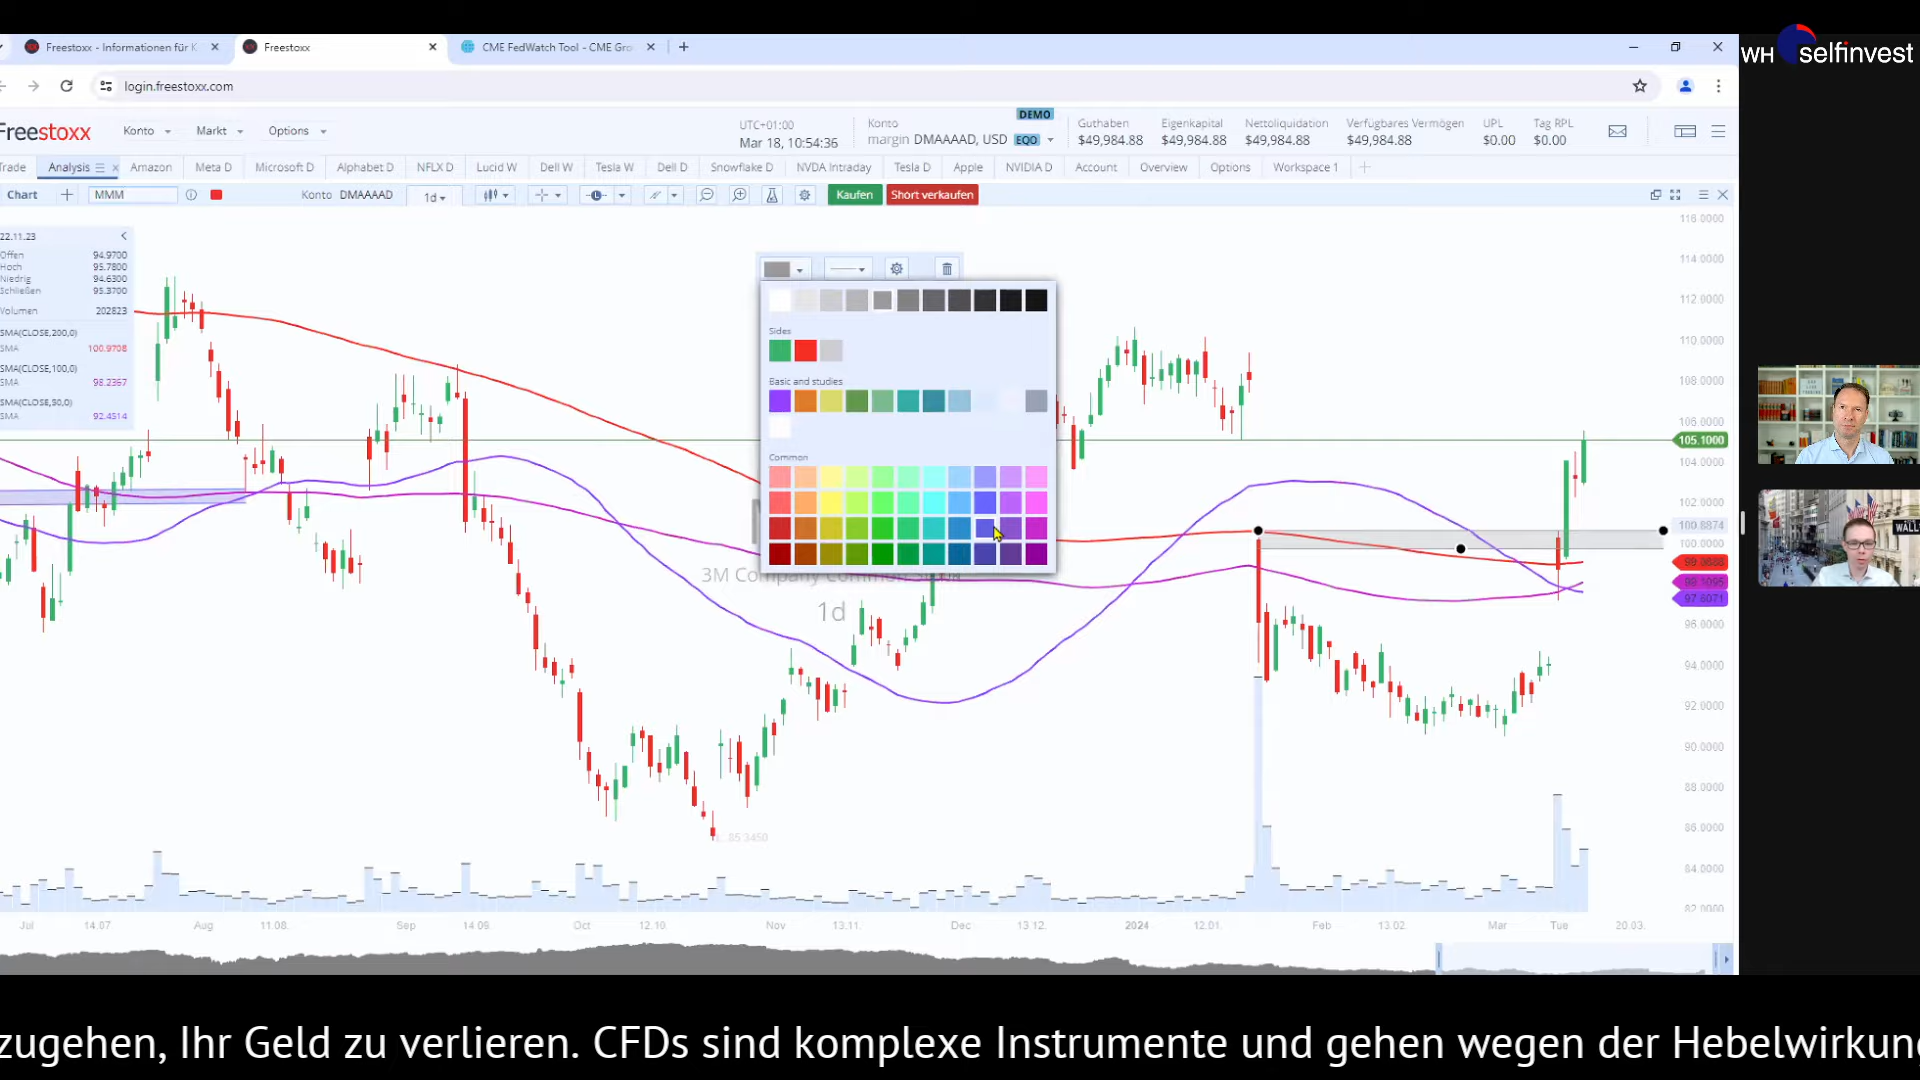 Freestoxx - Informationen für K
Freestoxx
CME FedWatch Tool - CME Gro
login.freestoxx.com
WH selfinvest
Freestoxx
Konto
Markt
Options
UTC+01:00
Mar 18, 10:54:36
Konto
margin DMAAAAD, USD
DEMO
EQO
Guthaben
$49,984.88
Eigenkapital
$49,984.88
Nettoliquidation
$49,984.88
Verfügbares Vermögen
$49,984.88
UPL
$0.00
Tag RPL
$0.00
Trade
Analysis
Amazon
Meta D
Microsoft D
Alphabet D
NFLX D
Lucid W
Dell W
Tesla W
Dell D
Snowflake D
NVDA Intraday
Tesla D
Apple
NVIDIA D
Account
Overview
Options
Workspace 1
Chart
MMM
Konto DMAAAAD
1d
Kaufen
Short verkaufen
22.11.23
Offen 94.9700
Hoch 95.7800
Niedrig 94.6300
Schließen 95.3700
Volumen 202823
SMA(CLOSE,200,0)
SMA 100.9708
SMA(CLOSE,100,0)
SMA 98.2367
SMA(CLOSE,50,0)
SMA 92.4514
Sides
Basic and studies
Common
3M Company Common Stock
1d
85.3450
116.0000
114.0000
112.0000
110.0000
108.0000
106.0000
105.1000
104.0000
102.0000
100.8874
100.0000
99.1095
97.6071
96.0000
94.0000
92.0000
90.0000
88.0000
86.0000
84.0000
82.0000
Jul
14.07
Aug
11.08.
Sep
14.09.
Oct
12.10.
Nov
13.11.
Dec
13.12.
2024
12.01.
Feb
13.02.
Mar
Tue
20.03.
WALL
zugehen, Ihr Geld zu verlieren. CFDs sind komplexe Instrumente und gehen wegen der Hebelwirkun